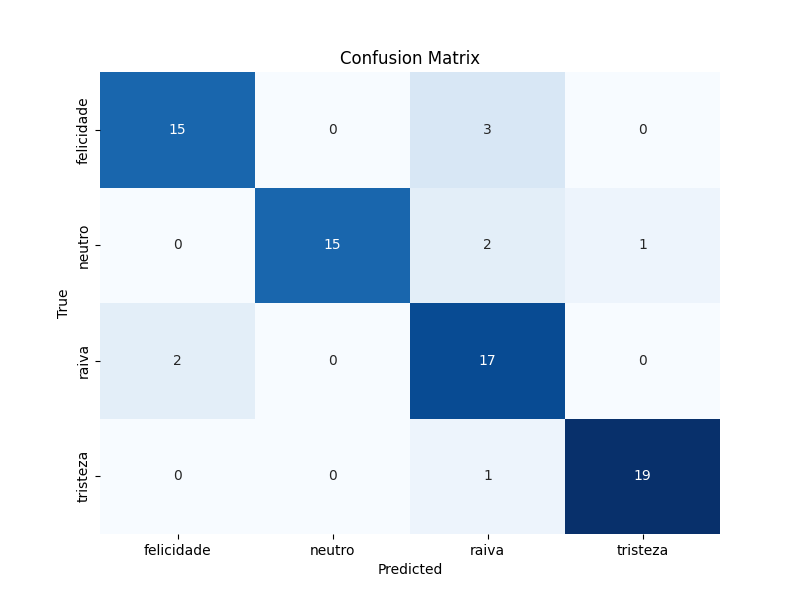 Confusion Matrix
felicidade
15 0 3 0
neutro
0 15 2 1
True
raiva
2 0 17 0
tristeza
0 0 1 19
felicidade neutro raiva tristeza
Predicted